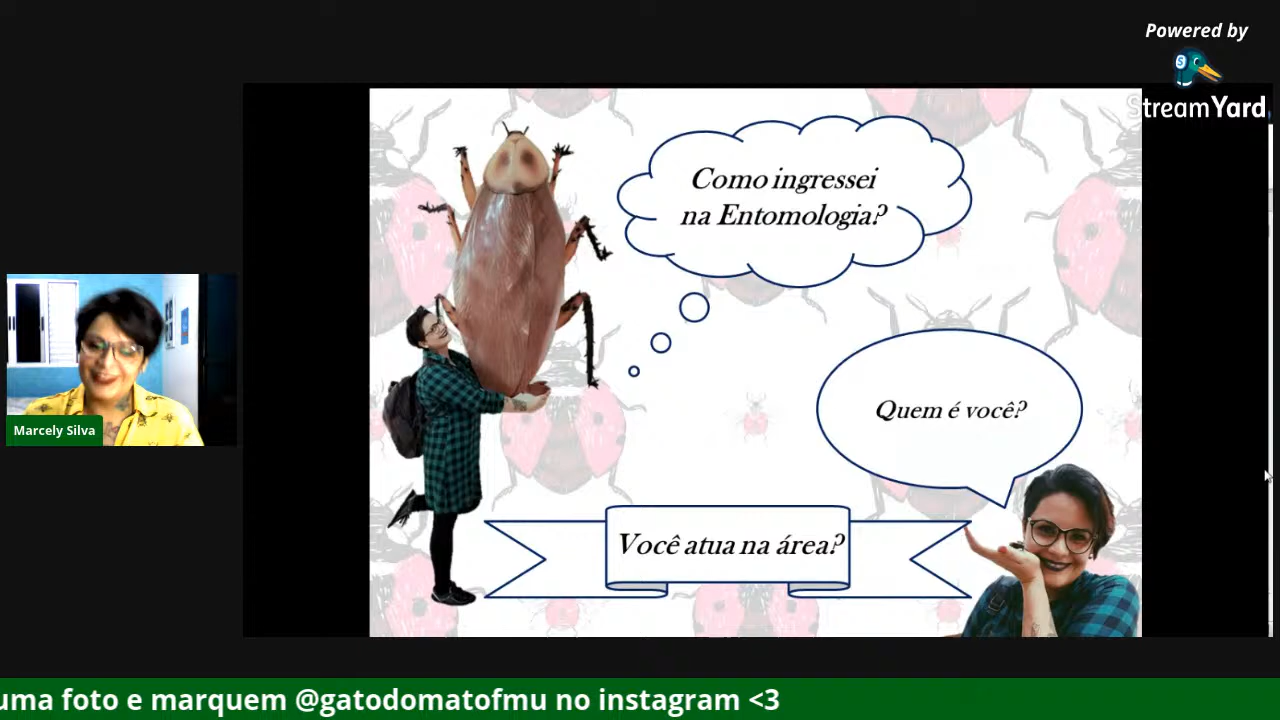 Powered by
StreamYard
Como ingressei
na Entomologia?
Quem é você?
Marcely Silva
Você atua na área?
uma foto e marquem @gatodomatofmu no instagram <3